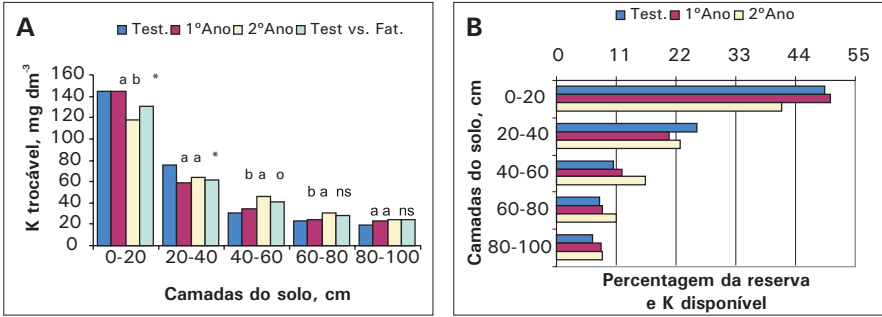 A
Test. 1ºAno 2ºAno Test vs. Fat.
K trocável, mg dm⁻³
160
140
120
100
80
60
40
20
0
a b *
a a *
b a o
b a ns
a a ns
0-20 20-40 40-60 60-80 80-100
Camadas do solo, cm
B
Test. 1ºAno 2ºAno
0 11 22 33 44 55
Camadas do solo, cm
0-20
20-40
40-60
60-80
80-100
Percentagem da reserva
e K disponível